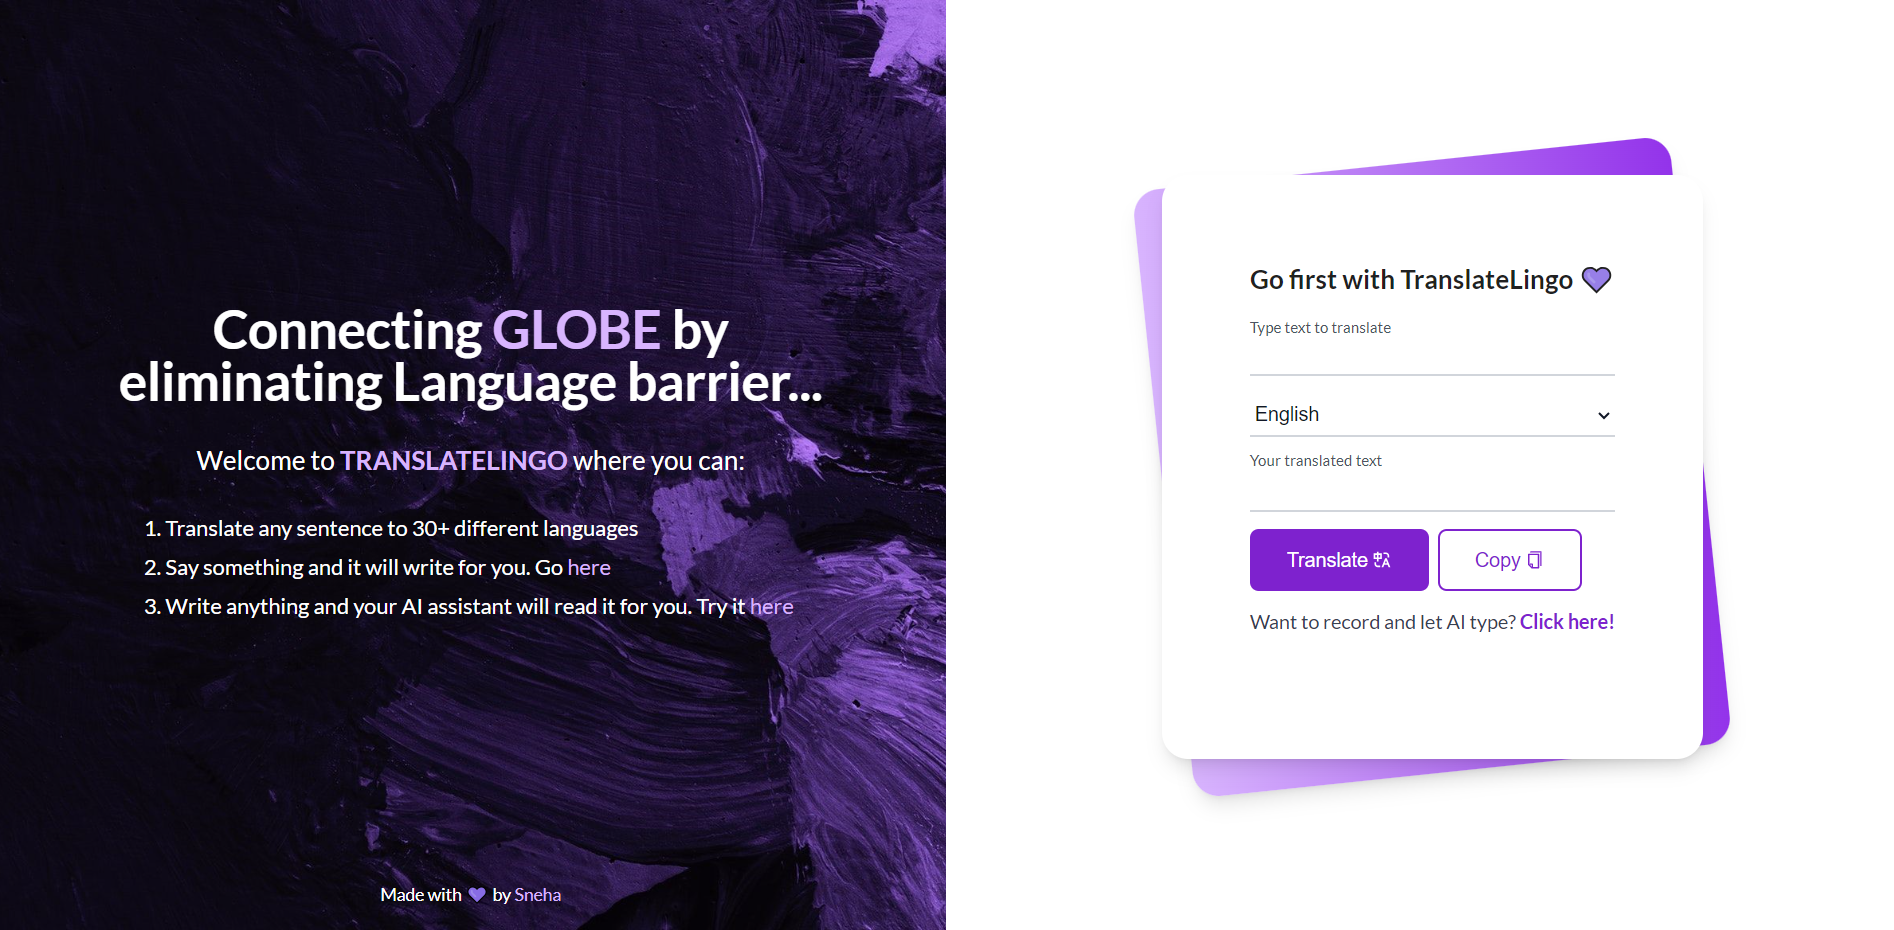 Connecting GLOBE by
eliminating Language barrier...
Welcome to TRANSLATELINGO where you can:
1. Translate any sentence to 30+ different languages
2. Say something and it will write for you. Go here
3. Write anything and your AI assistant will read it for you. Try it here
Made with 💜 by Sneha
Go first with TranslateLingo 💜
Type text to translate
English
Your translated text
Translate
Copy
Want to record and let AI type? Click here!